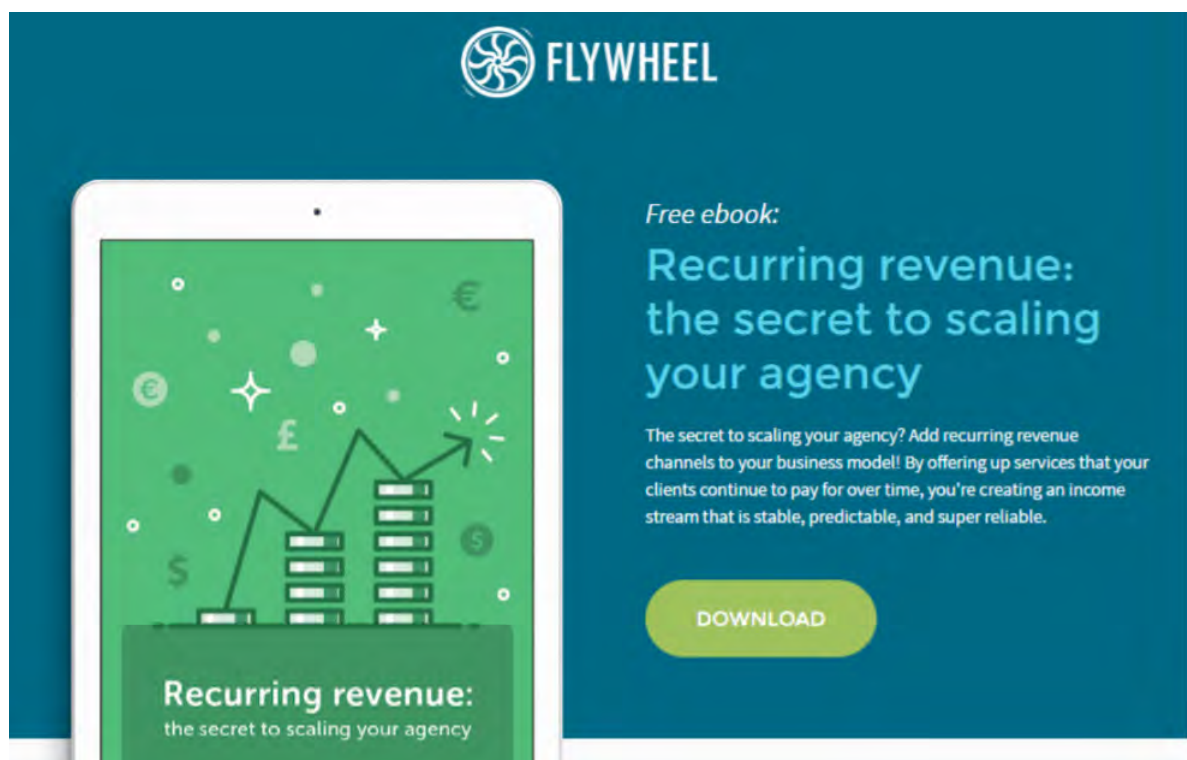 FLYWHEEL
Free ebook:
Recurring revenue:
the secret to scaling
your agency
The secret to scaling your agency? Add recurring revenue
channels to your business model! By offering up services that your
clients continue to pay for over time, you're creating an income
stream that is stable, predictable, and super reliable.
DOWNLOAD
€
€
£
$
$
Recurring revenue:
the secret to scaling your agency